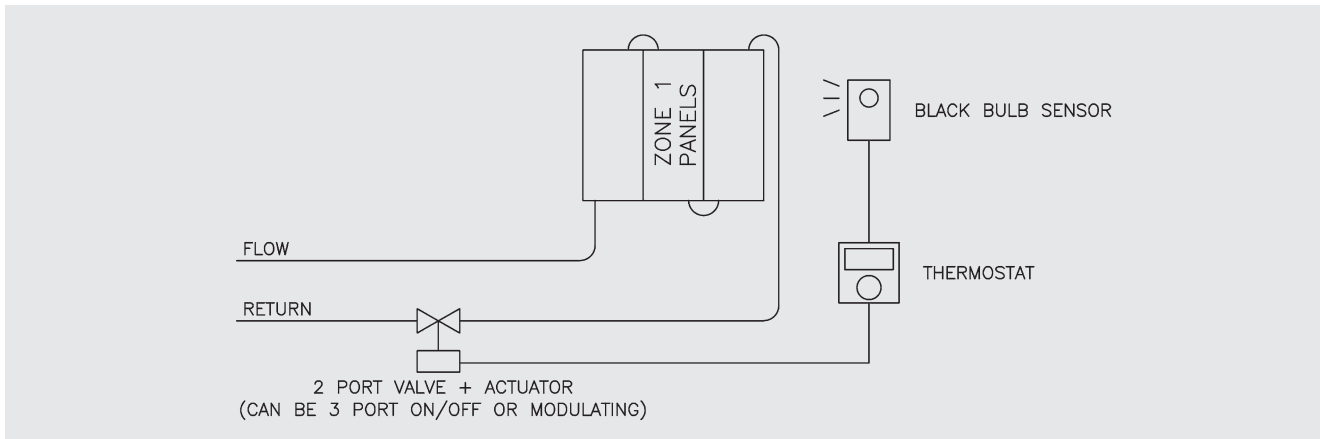 ZONE 1
PANELS
BLACK BULB SENSOR
FLOW
THERMOSTAT
RETURN
2 PORT VALVE + ACTUATOR
(CAN BE 3 PORT ON/OFF OR MODULATING)